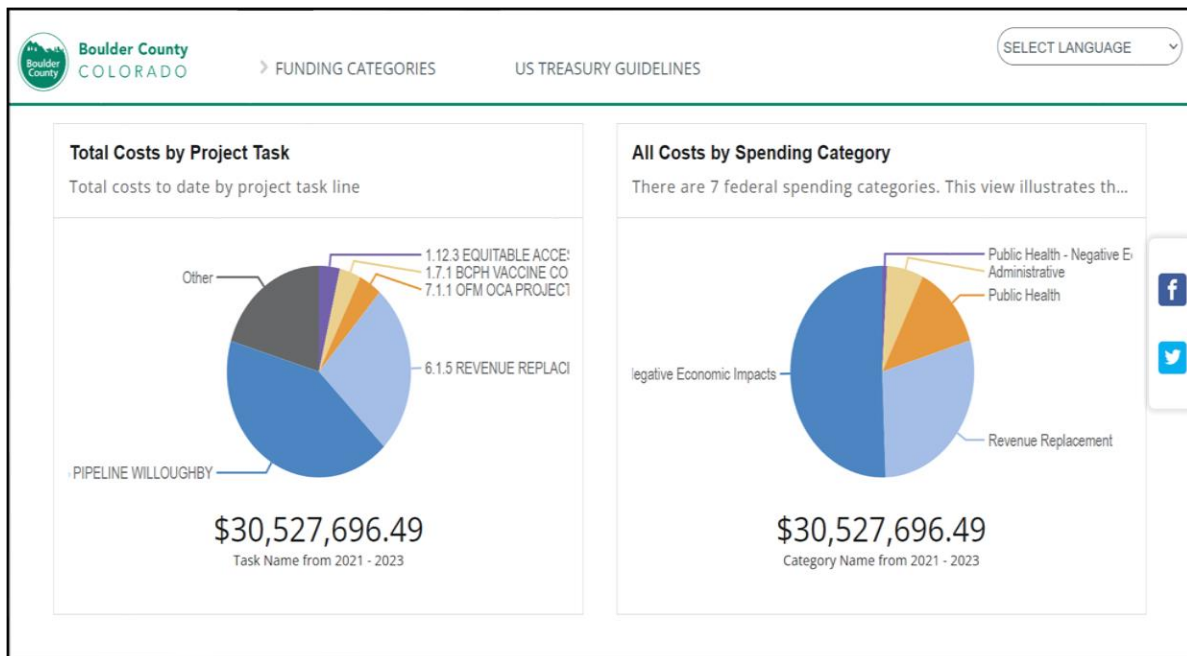 Boulder County
COLORADO
Boulder
County
FUNDING CATEGORIES
US TREASURY GUIDELINES
SELECT LANGUAGE
Total Costs by Project Task
Total costs to date by project task line
1.12.3 EQUITABLE ACCES
1.7.1 BCPH VACCINE CO
7.1.1 OFM OCA PROJECT
Other
6.1.5 REVENUE REPLACI
PIPELINE WILLOUGHBY
$30,527,696.49
Task Name from 2021 - 2023
All Costs by Spending Category
There are 7 federal spending categories. This view illustrates th...
Public Health - Negative E
Administrative
Public Health
legative Economic Impacts
Revenue Replacement
$30,527,696.49
Category Name from 2021 - 2023